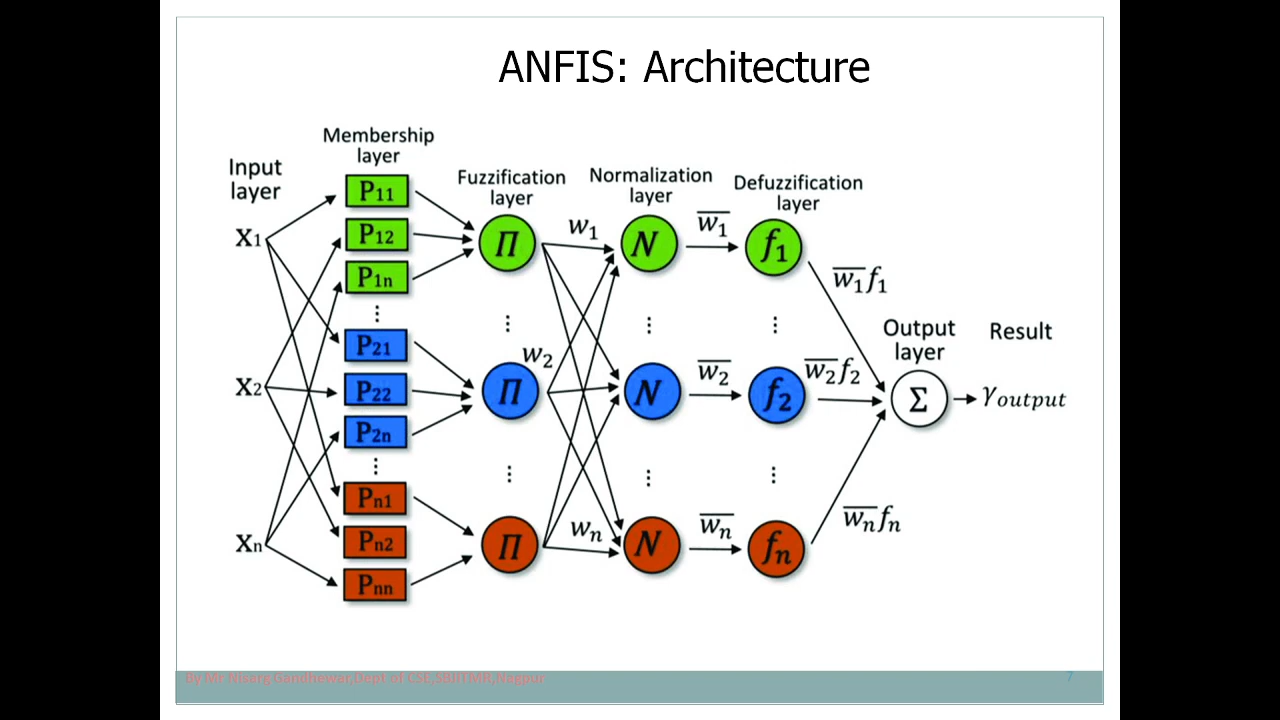 ANFIS: Architecture
Input
layer
Membership
layer
Fuzzification
layer
Normalization
layer
Defuzzification
layer
Output
layer
Result
X1
X2
Xn
P11
P12
P1n
⋮
P21
P22
P2n
⋮
Pn1
Pn2
Pnn
Π
⋮
Π
⋮
Π
w1
w2
wn
N
⋮
N
⋮
N
w̅1
w̅2
w̅n
f1
⋮
f2
⋮
fn
w̅1f1
w̅2f2
w̅nfn
Σ
γoutput
By Mr Nisarg Gandhewar,Dept of CSE,SBJITMR,Nagpur
7